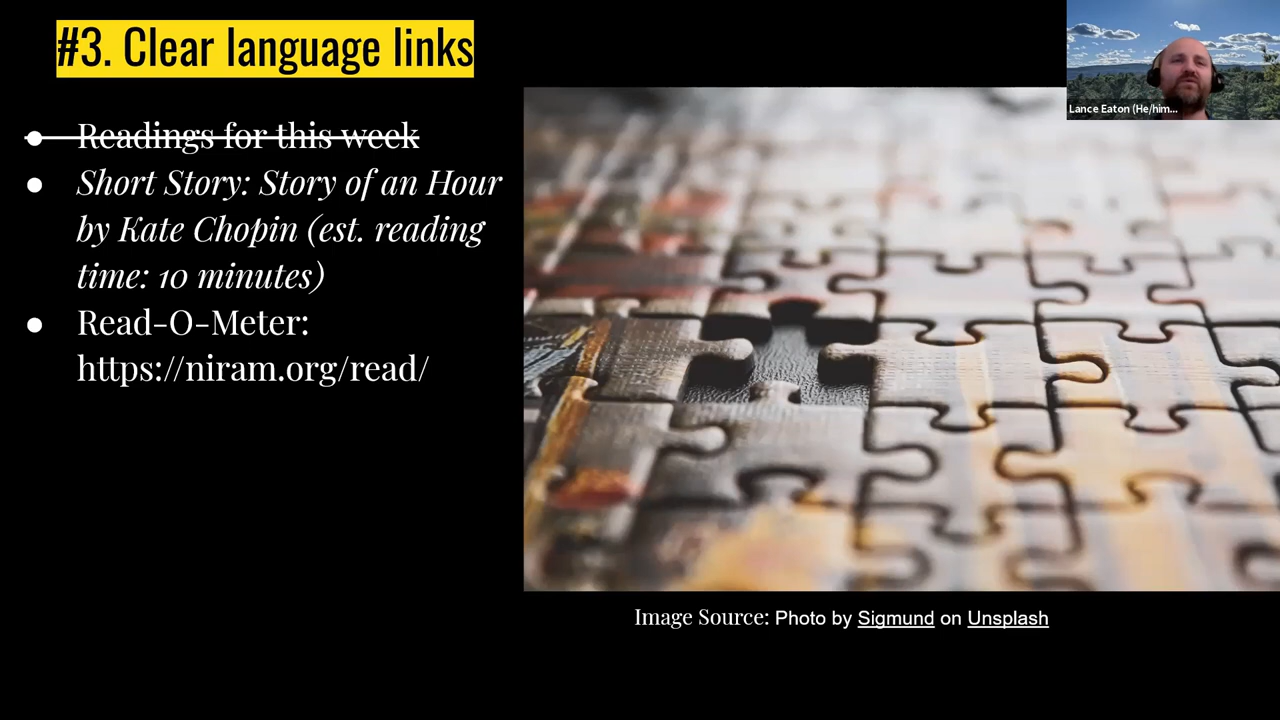 #3. Clear language links
Lance Eaton (He/him...
Readings for this week
Short Story: Story of an Hour
by Kate Chopin (est. reading
time: 10 minutes)
Read-O-Meter:
https://niram.org/read/
Image Source: Photo by Sigmund on Unsplash